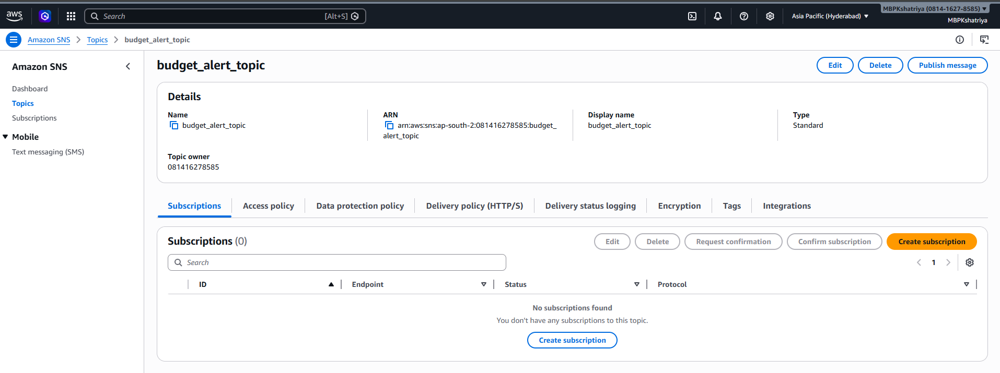 aws
Search [Alt+S]
Asia Pacific (Hyderabad)
MBPKshatriya (0814-1627-8585)
MBPKshatriya
Amazon SNS
Topics
budget_alert_topic
Amazon SNS
Dashboard
Topics
Subscriptions
Mobile
Text messaging (SMS)
budget_alert_topic
Edit
Delete
Publish message
Details
Name
budget_alert_topic
ARN
arn:aws:sns:ap-south-2:081416278585:budget_
alert_topic
Display name
budget_alert_topic
Type
Standard
Topic owner
081416278585
Subscriptions
Access policy
Data protection policy
Delivery policy (HTTP/S)
Delivery status logging
Encryption
Tags
Integrations
Subscriptions (0)
Edit
Delete
Request confirmation
Confirm subscription
Create subscription
Search
1
ID
Endpoint
Status
Protocol
No subscriptions found
You don't have any subscriptions to this topic.
Create subscription